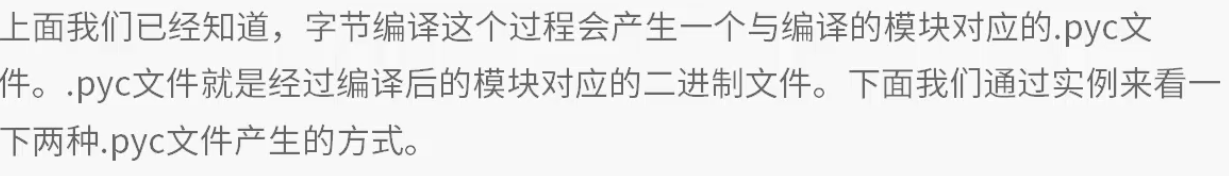 上面我们已经知道，字节编译这个过程会产生一个与编译的模块对应的.pyc文
件。.pyc文件就是经过编译后的模块对应的二进制文件。下面我们通过实例来看一
下两种.pyc文件产生的方式。